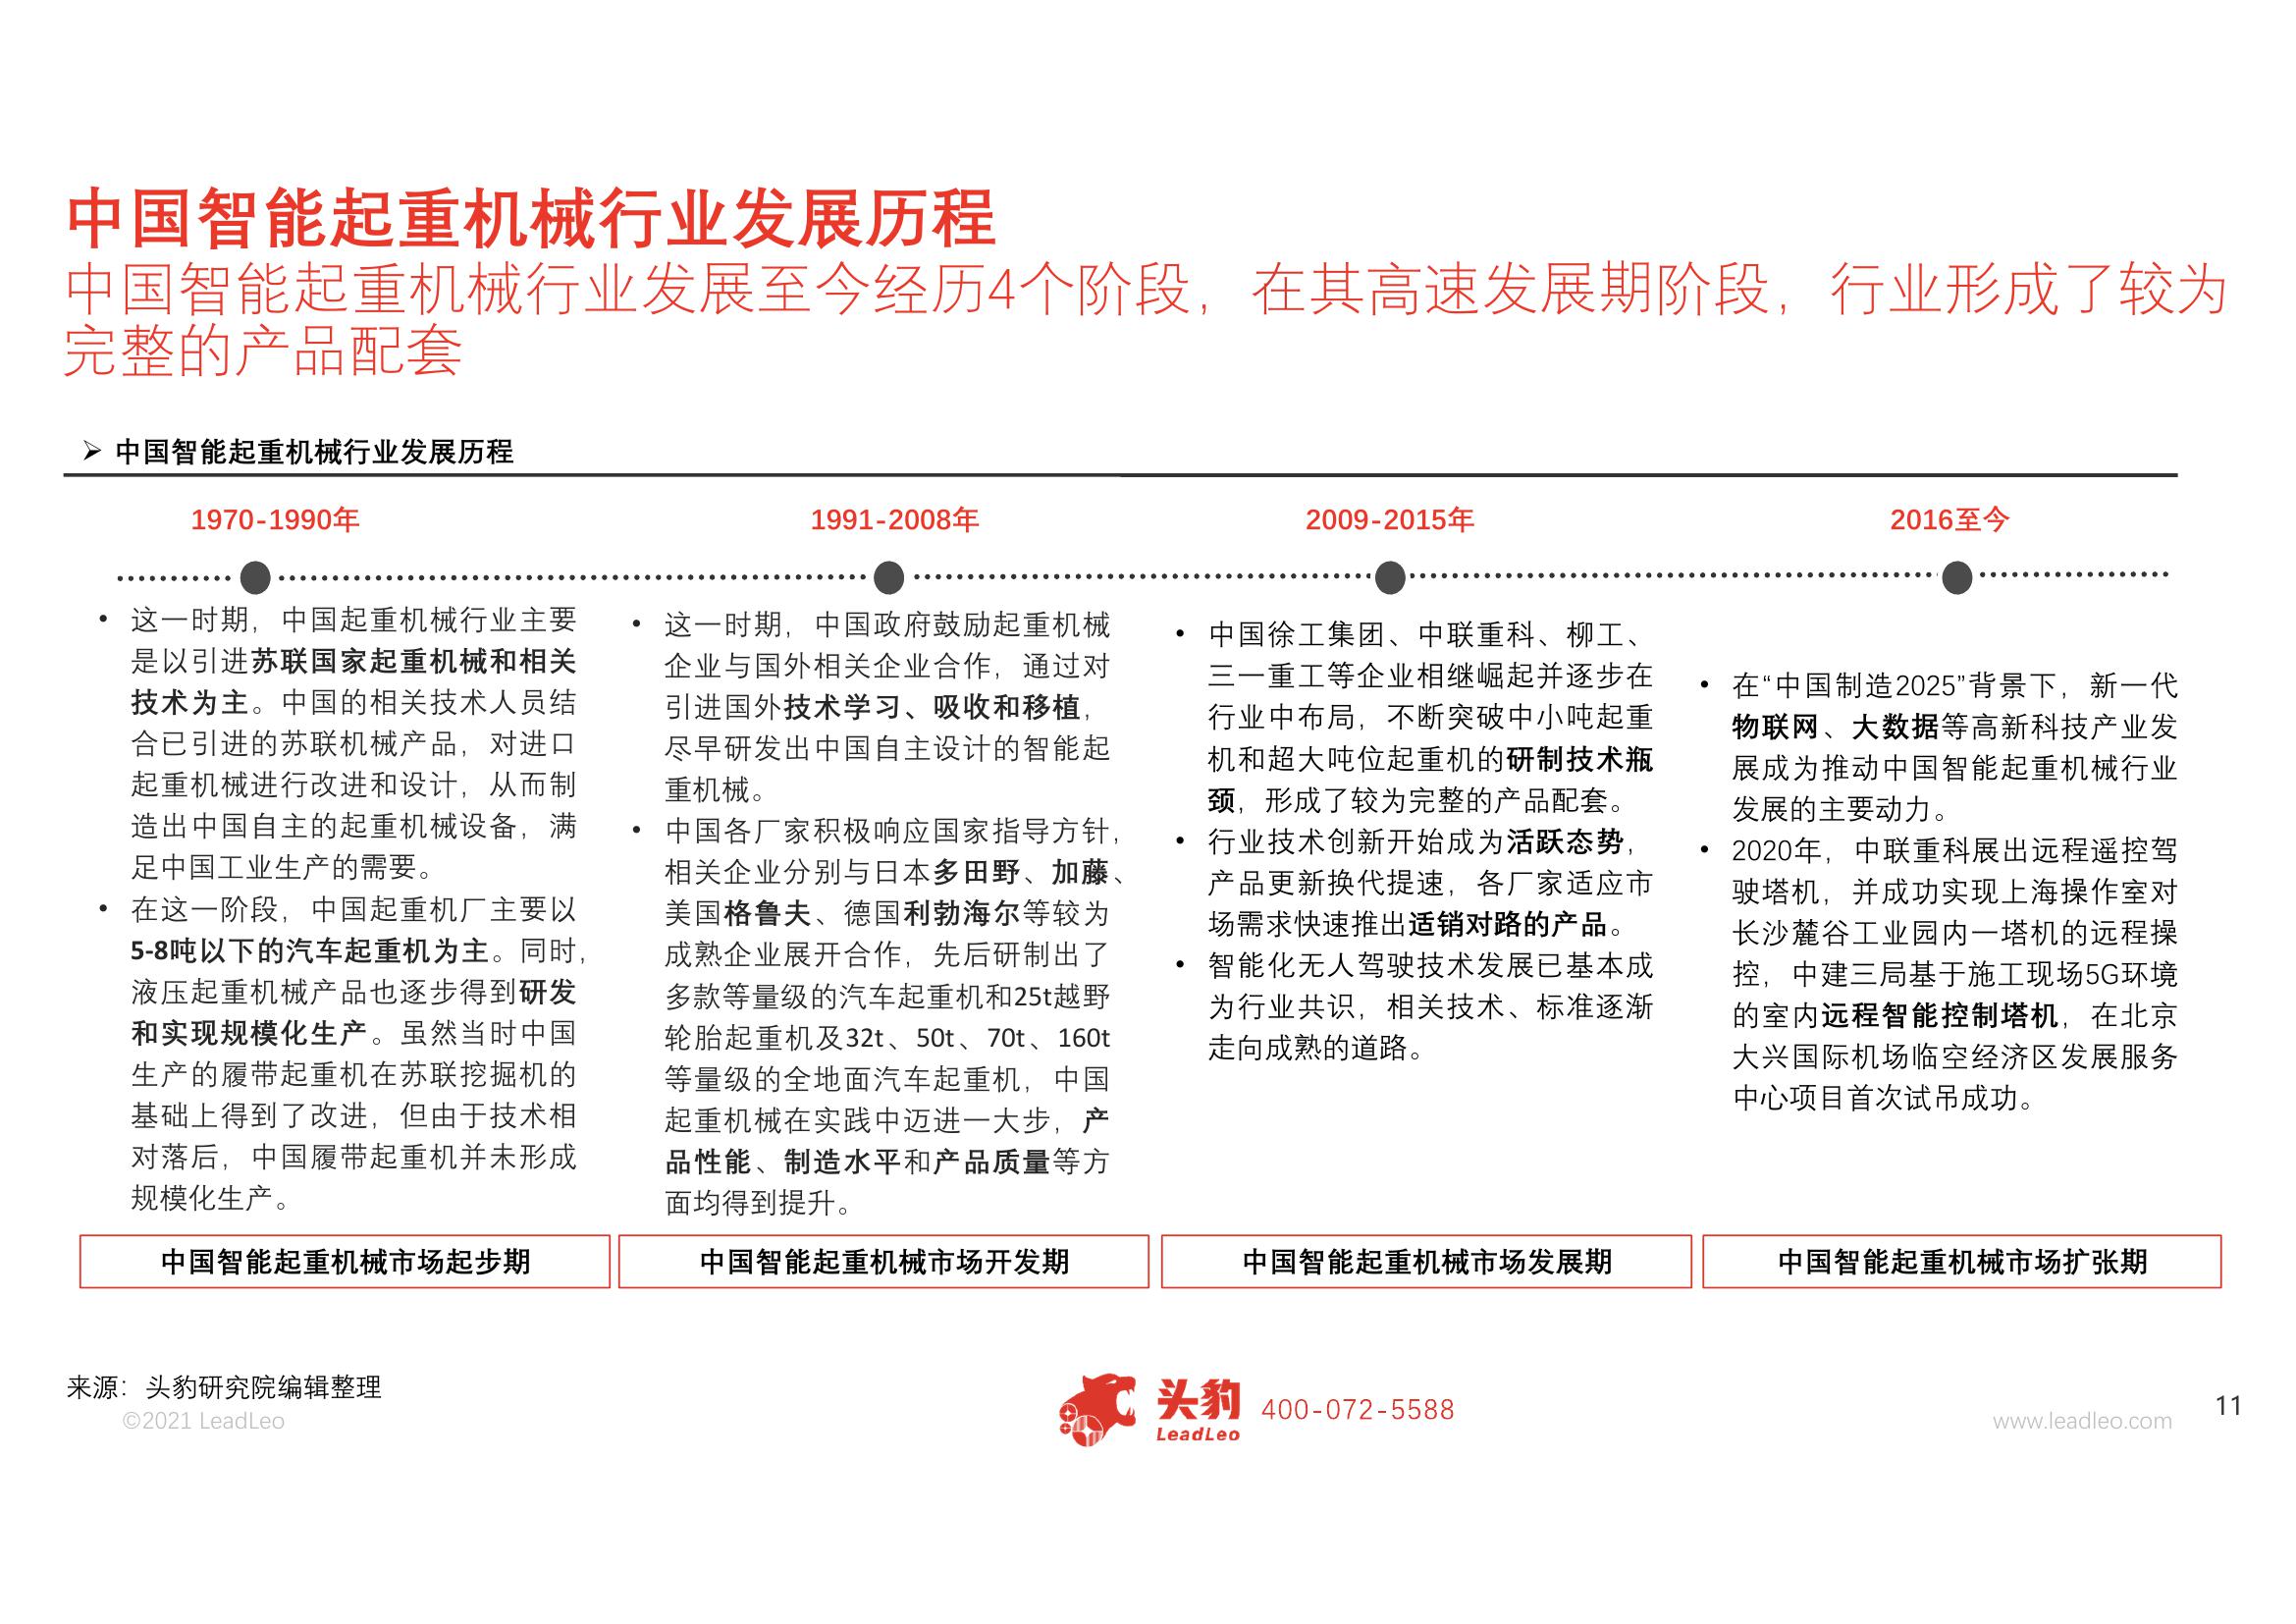 中国智能起重机械行业发展历程
中国智能起重机械行业发展至今经历4个阶段，在其高速发展期阶段，行业形成了较为
完整的产品配套
➢ 中国智能起重机械行业发展历程
1970-1990年
• 这一时期，中国起重机械行业主要
是以引进苏联国家起重机械和相关
技术为主。中国的相关技术人员结
合已引进的苏联机械产品，对进口
起重机械进行改进和设计，从而制
造出中国自主的起重机械设备，满
足中国工业生产的需要。
• 在这一阶段，中国起重机厂主要以
5-8吨以下的汽车起重机为主。同时，
液压起重机械产品也逐步得到研发
和实现规模化生产。虽然当时中国
生产的履带起重机在苏联挖掘机的
基础上得到了改进，但由于技术相
对落后，中国履带起重机并未形成
规模化生产。
中国智能起重机械市场起步期
1991-2008年
• 这一时期，中国政府鼓励起重机械
企业与国外相关企业合作，通过对
引进国外技术学习、吸收和移植，
尽早研发出中国自主设计的智能起
重机械。
• 中国各厂家积极响应国家指导方针，
相关企业分别与日本多田野、加藤、
美国格鲁夫、德国利勃海尔等较为
成熟企业展开合作，先后研制出了
多款等量级的汽车起重机和25t越野
轮胎起重机及32t、50t、70t、160t
等量级的全地面汽车起重机，中国
起重机械在实践中迈进一大步，产
品性能、制造水平和产品质量等方
面均得到提升。
中国智能起重机械市场开发期
2009-2015年
• 中国徐工集团、中联重科、柳工、
三一重工等企业相继崛起并逐步在
行业中布局，不断突破中小吨起重
机和超大吨位起重机的研制技术瓶
颈，形成了较为完整的产品配套。
• 行业技术创新开始成为活跃态势，
产品更新换代提速，各厂家适应市
场需求快速推出适销对路的产品。
• 智能化无人驾驶技术发展已基本成
为行业共识，相关技术、标准逐渐
走向成熟的道路。
中国智能起重机械市场发展期
2016至今
• 在“中国制造2025”背景下，新一代
物联网、大数据等高新科技产业发
展成为推动中国智能起重机械行业
发展的主要动力。
• 2020年，中联重科展出远程遥控驾
驶塔机，并成功实现上海操作室对
长沙麓谷工业园内一塔机的远程操
控，中建三局基于施工现场5G环境
的室内远程智能控制塔机，在北京
大兴国际机场临空经济区发展服务
中心项目首次试吊成功。
中国智能起重机械市场扩张期
来源：头豹研究院编辑整理
©2021 LeadLeo
头豹
LeadLeo
400-072-5588
www.leadleo.com
11